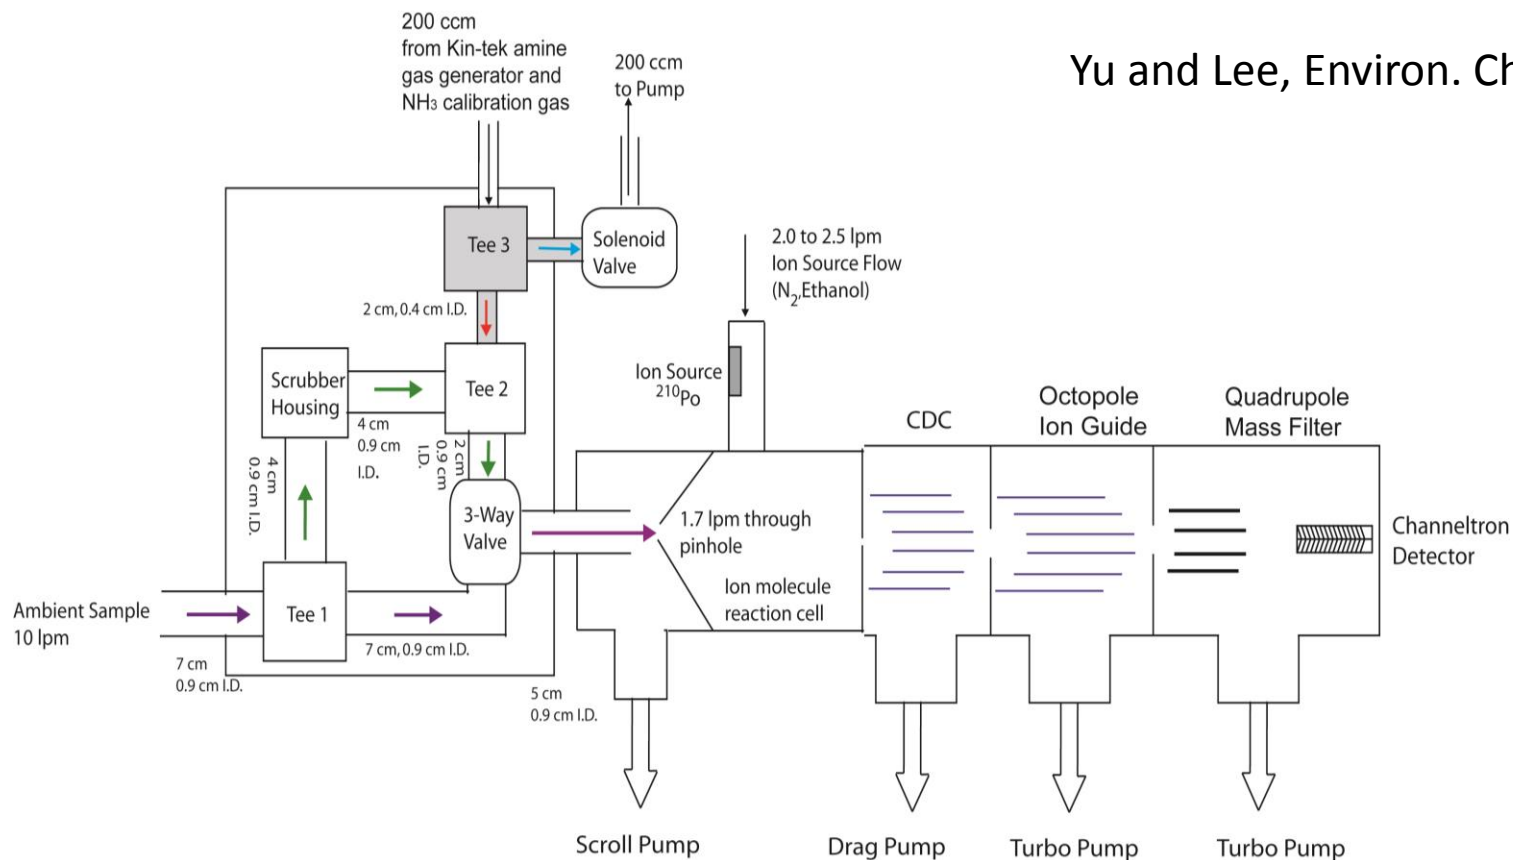 200 ccm
from Kin-tek amine
gas generator and
NH3 calibration gas
200 ccm
to Pump
Yu and Lee, Environ. Ch
Tee 3
Solenoid
Valve
2.0 to 2.5 lpm
Ion Source Flow
(N2,Ethanol)
2 cm, 0.4 cm I.D.
Scrubber
Housing
Tee 2
Ion Source
210Po
4 cm
0.9 cm
I.D.
2 cm
0.9 cm
I.D.
4 cm
0.9 cm I.D.
CDC
Octopole
Ion Guide
Quadrupole
Mass Filter
3-Way
Valve
1.7 lpm through
pinhole
Ion molecule
reaction cell
Channeltron
Detector
Ambient Sample
10 lpm
Tee 1
7 cm
0.9 cm I.D.
7 cm, 0.9 cm I.D.
5 cm
0.9 cm I.D.
Scroll Pump
Drag Pump
Turbo Pump
Turbo Pump